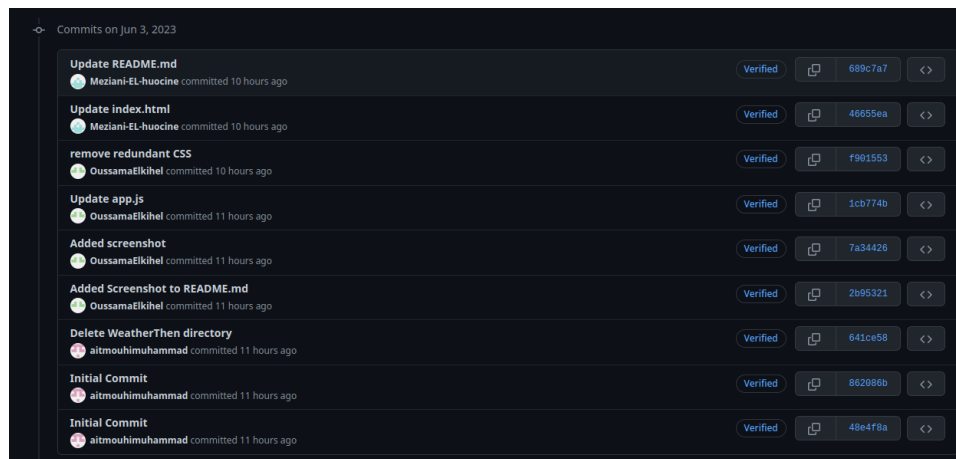 Commits on Jun 3, 2023
Update README.md
Meziani-EL-huocine committed 10 hours ago
Verified 689c7a7
Update index.html
Meziani-EL-huocine committed 10 hours ago
Verified 46655ea
remove redundant CSS
OussamaElkihel committed 10 hours ago
Verified f901553
Update app.js
OussamaElkihel committed 11 hours ago
Verified 1cb774b
Added screenshot
OussamaElkihel committed 11 hours ago
Verified 7a34426
Added Screenshot to README.md
OussamaElkihel committed 11 hours ago
Verified 2b95321
Delete WeatherThen directory
aitmouhimuhammad committed 11 hours ago
Verified 641ce58
Initial Commit
aitmouhimuhammad committed 11 hours ago
Verified 862086b
Initial Commit
aitmouhimuhammad committed 11 hours ago
Verified 48e4f8a